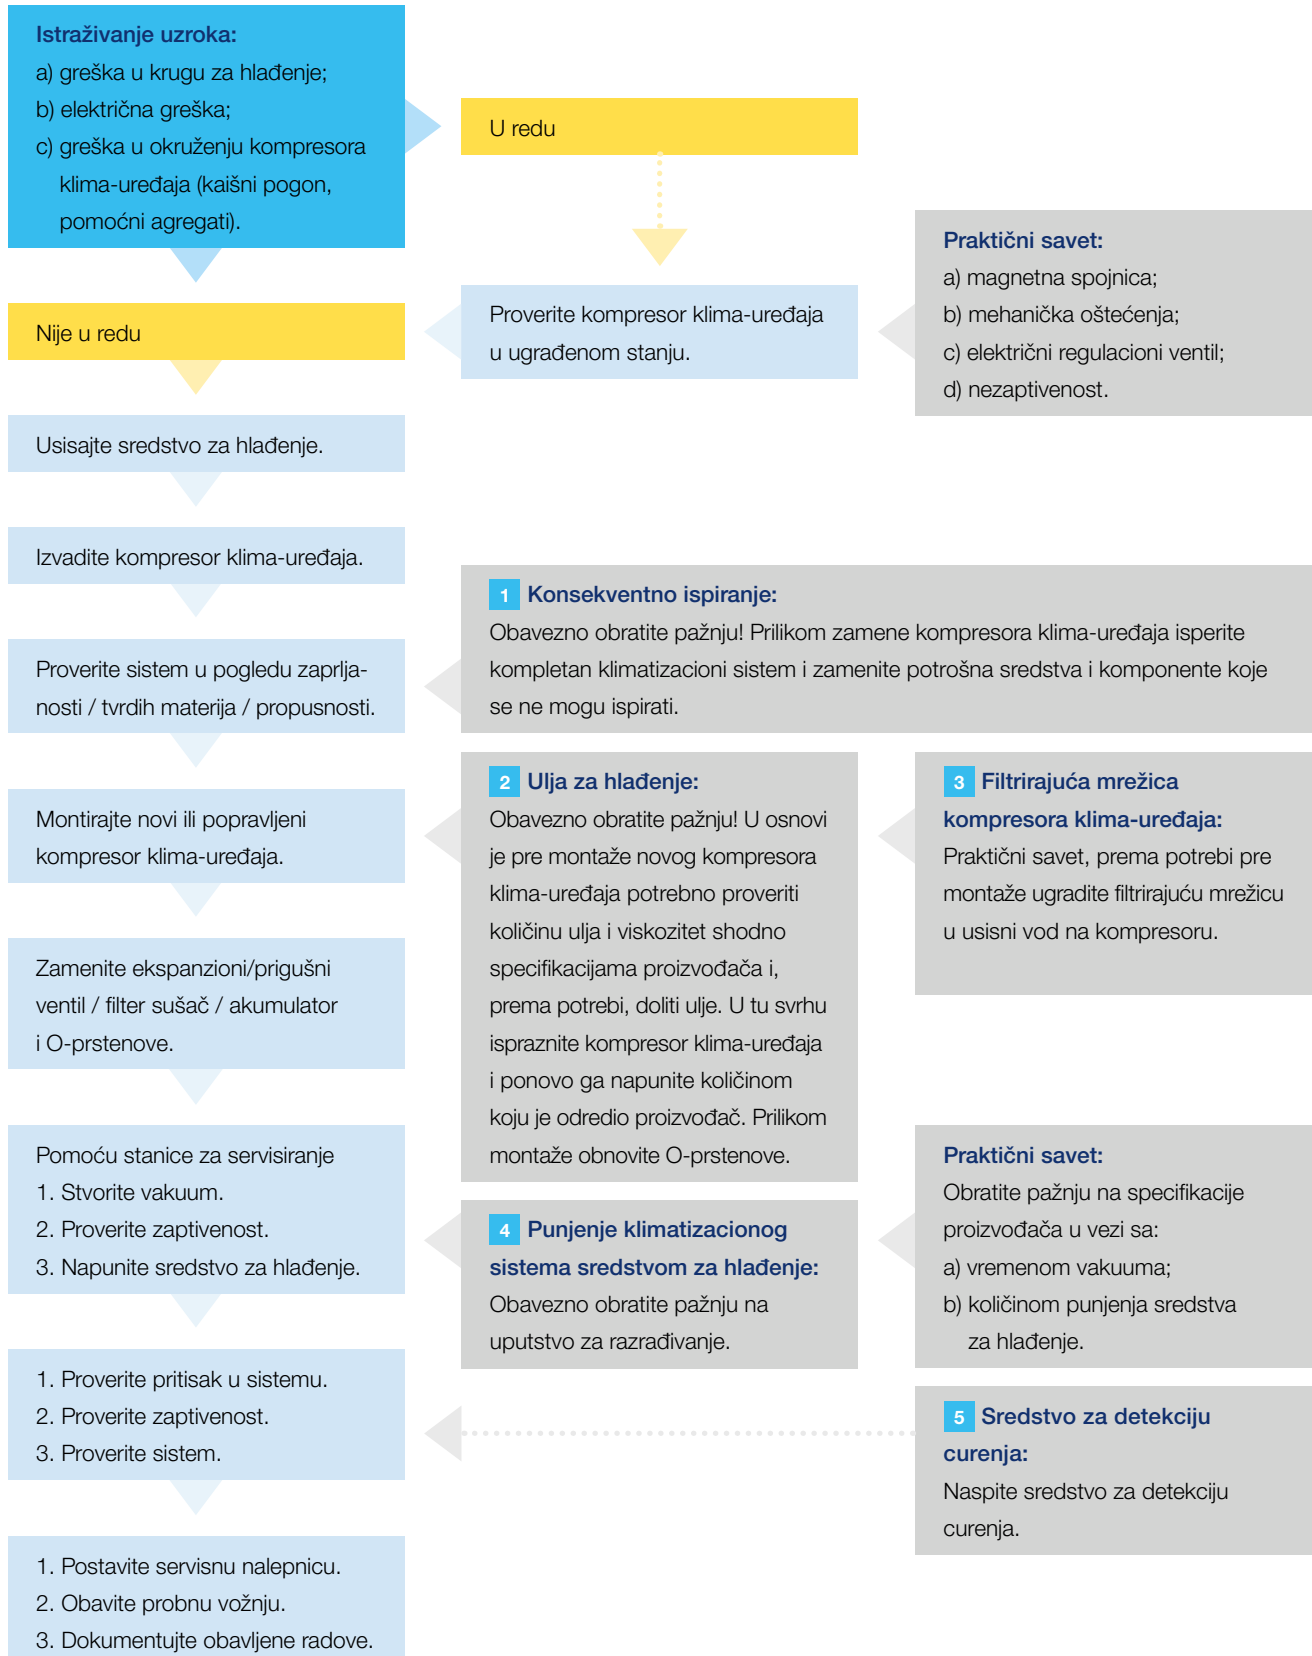 Istraživanje uzroka:
a) greška u krugu za hlađenje;
b) električna greška;
c) greška u okruženju kompresora
klima-uređaja (kaišni pogon,
pomoćni agregati).
U redu
Nije u redu
Proverite kompresor klima-uređaja
u ugrađenom stanju.
Praktični savet:
a) magnetna spojnica;
b) mehanička oštećenja;
c) električni regulacioni ventil;
d) nezaptivenost.
Usisajte sredstvo za hlađenje.
Izvadite kompresor klima-uređaja.
Proverite sistem u pogledu zaprlja-
nosti / tvrdih materija / propusnosti.
1 Konsekventno ispiranje:
Obavezno obratite pažnju! Prilikom zamene kompresora klima-uređaja isperite
kompletan klimatizacioni sistem i zamenite potrošna sredstva i komponente koje
se ne mogu ispirati.
Montirajte novi ili popravljeni
kompresor klima-uređaja.
2 Ulja za hlađenje:
Obavezno obratite pažnju! U osnovi
je pre montaže novog kompresora
klima-uređaja potrebno proveriti
količinu ulja i viskozitet shodno
specifikacijama proizvođača i,
prema potrebi, doliti ulje. U tu svrhu
ispraznite kompresor klima-uređaja
i ponovo ga napunite količinom
koju je odredio proizvođač. Prilikom
montaže obnovite O-prstenove.
3 Filtrirajuća mrežica
kompresora klima-uređaja:
Praktični savet, prema potrebi pre
montaže ugradite filtrirajuću mrežicu
u usisni vod na kompresoru.
Zamenite ekspanzioni/prigušni
ventil / filter sušač / akumulator
i O-prstenove.
Pomoću stanice za servisiranje
1. Stvorite vakuum.
2. Proverite zaptivenost.
3. Napunite sredstvo za hlađenje.
4 Punjenje klimatizacionog
sistema sredstvom za hlađenje:
Obavezno obratite pažnju na
uputstvo za razrađivanje.
Praktični savet:
Obratite pažnju na specifikacije
proizvođača u vezi sa:
a) vremenom vakuuma;
b) količinom punjenja sredstva
za hlađenje.
1. Proverite pritisak u sistemu.
2. Proverite zaptivenost.
3. Proverite sistem.
5 Sredstvo za detekciju
curenja:
Naspite sredstvo za detekciju
curenja.
1. Postavite servisnu nalepnicu.
2. Obavite probnu vožnju.
3. Dokumentujte obavljene radove.